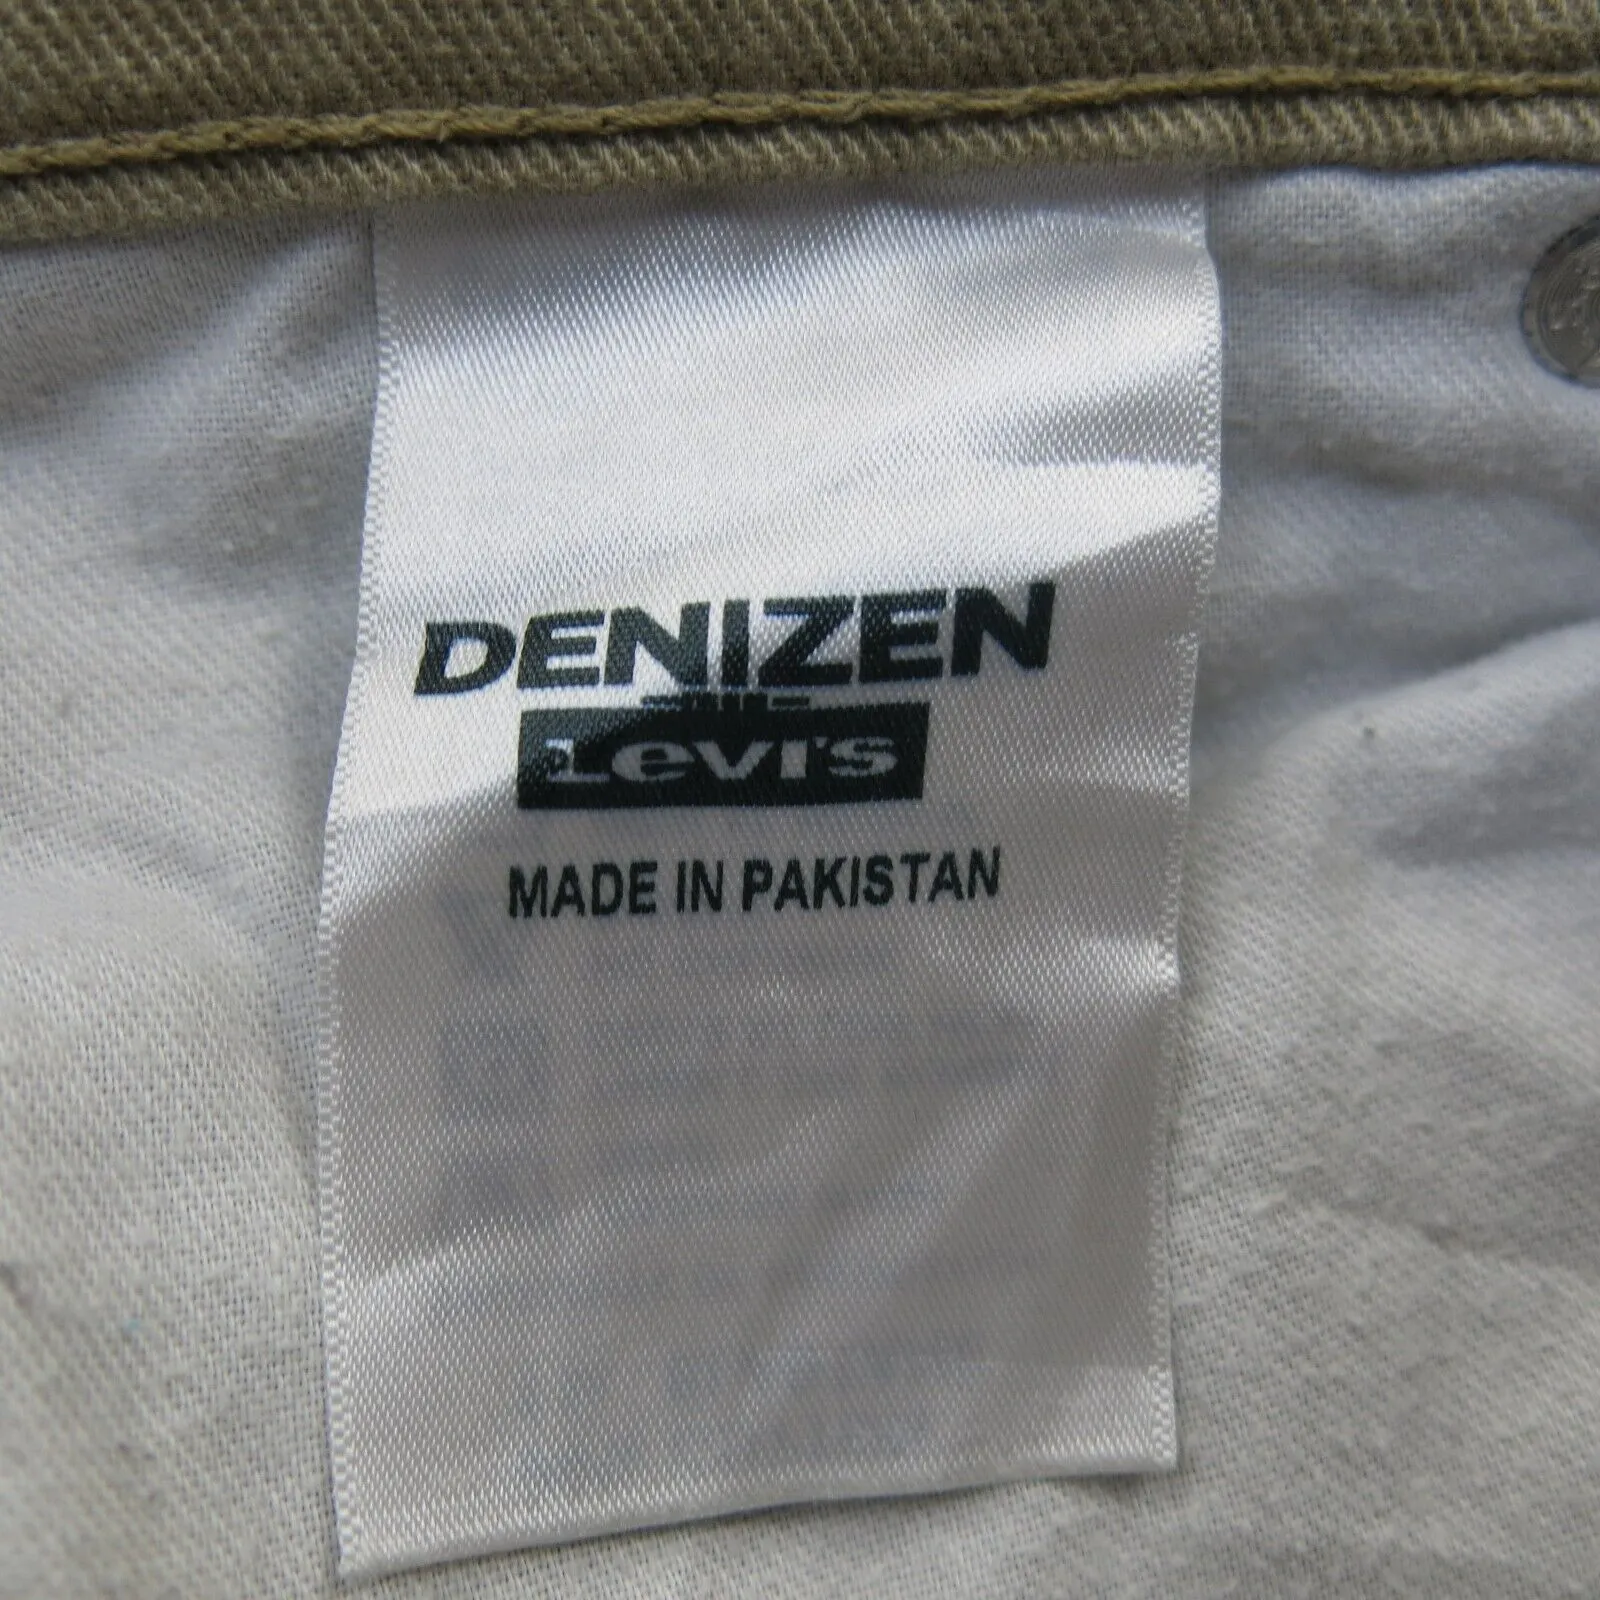 DENIZEN
Levi's
MADE IN PAKISTAN